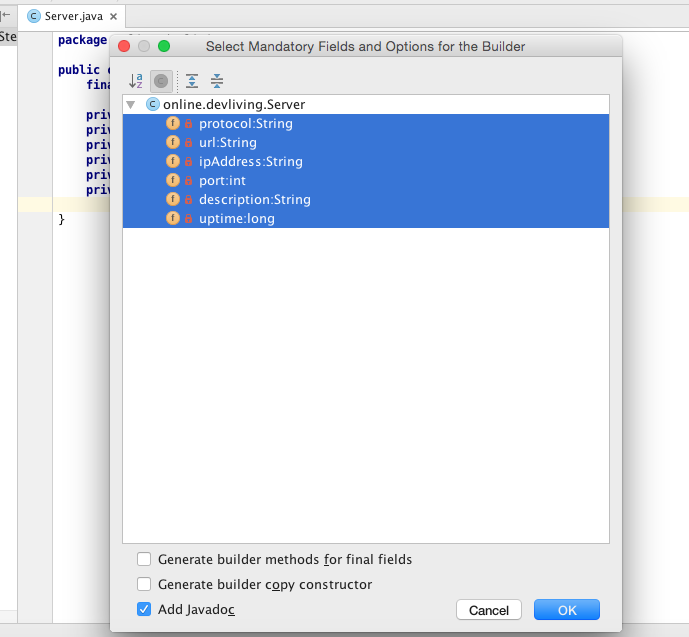 Server.java
Select Mandatory Fields and Options for the Builder
Ste
package
public
fina
priv
priv
priv
priv
priv
priv
}
online.devliving.Server
protocol:String
url:String
ipAddress:String
port:int
description:String
uptime:long
Generate builder methods for final fields
Generate builder copy constructor
Add Javadoc
Cancel
OK